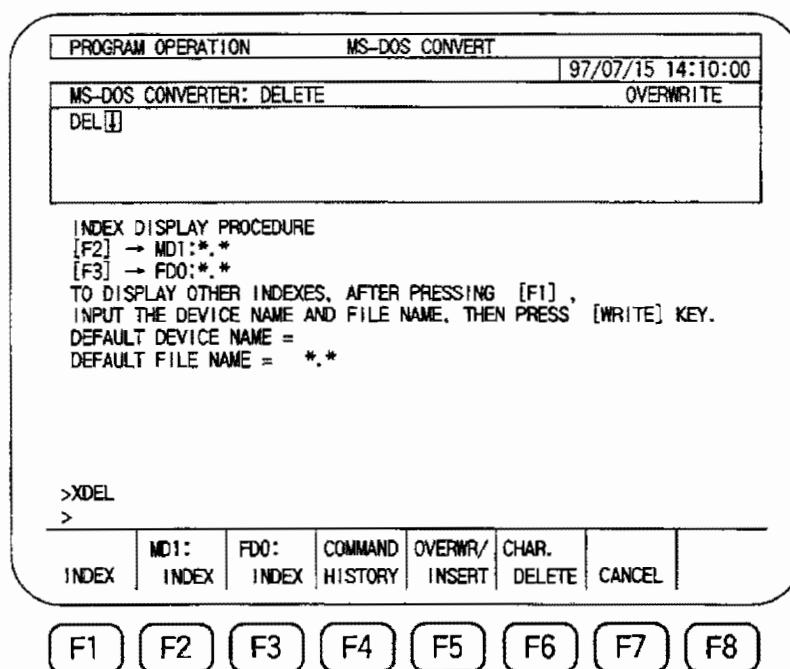 PROGRAM OPERATION MS-DOS CONVERT
97/07/15 14:10:00
MS-DOS CONVERTER: DELETE OVERWRITE
DEL↓
INDEX DISPLAY PROCEDURE
[F2] → MD1:*.*
[F3] → FD0:*.*
TO DISPLAY OTHER INDEXES, AFTER PRESSING [F1] ,
INPUT THE DEVICE NAME AND FILE NAME, THEN PRESS [WRITE] KEY.
DEFAULT DEVICE NAME =
DEFAULT FILE NAME = *.*
>XDEL
>
MD1: FD0: COMMAND OVERWR/ CHAR.
INDEX INDEX INDEX HISTORY INSERT DELETE CANCEL
F1 F2 F3 F4 F5 F6 F7 F8